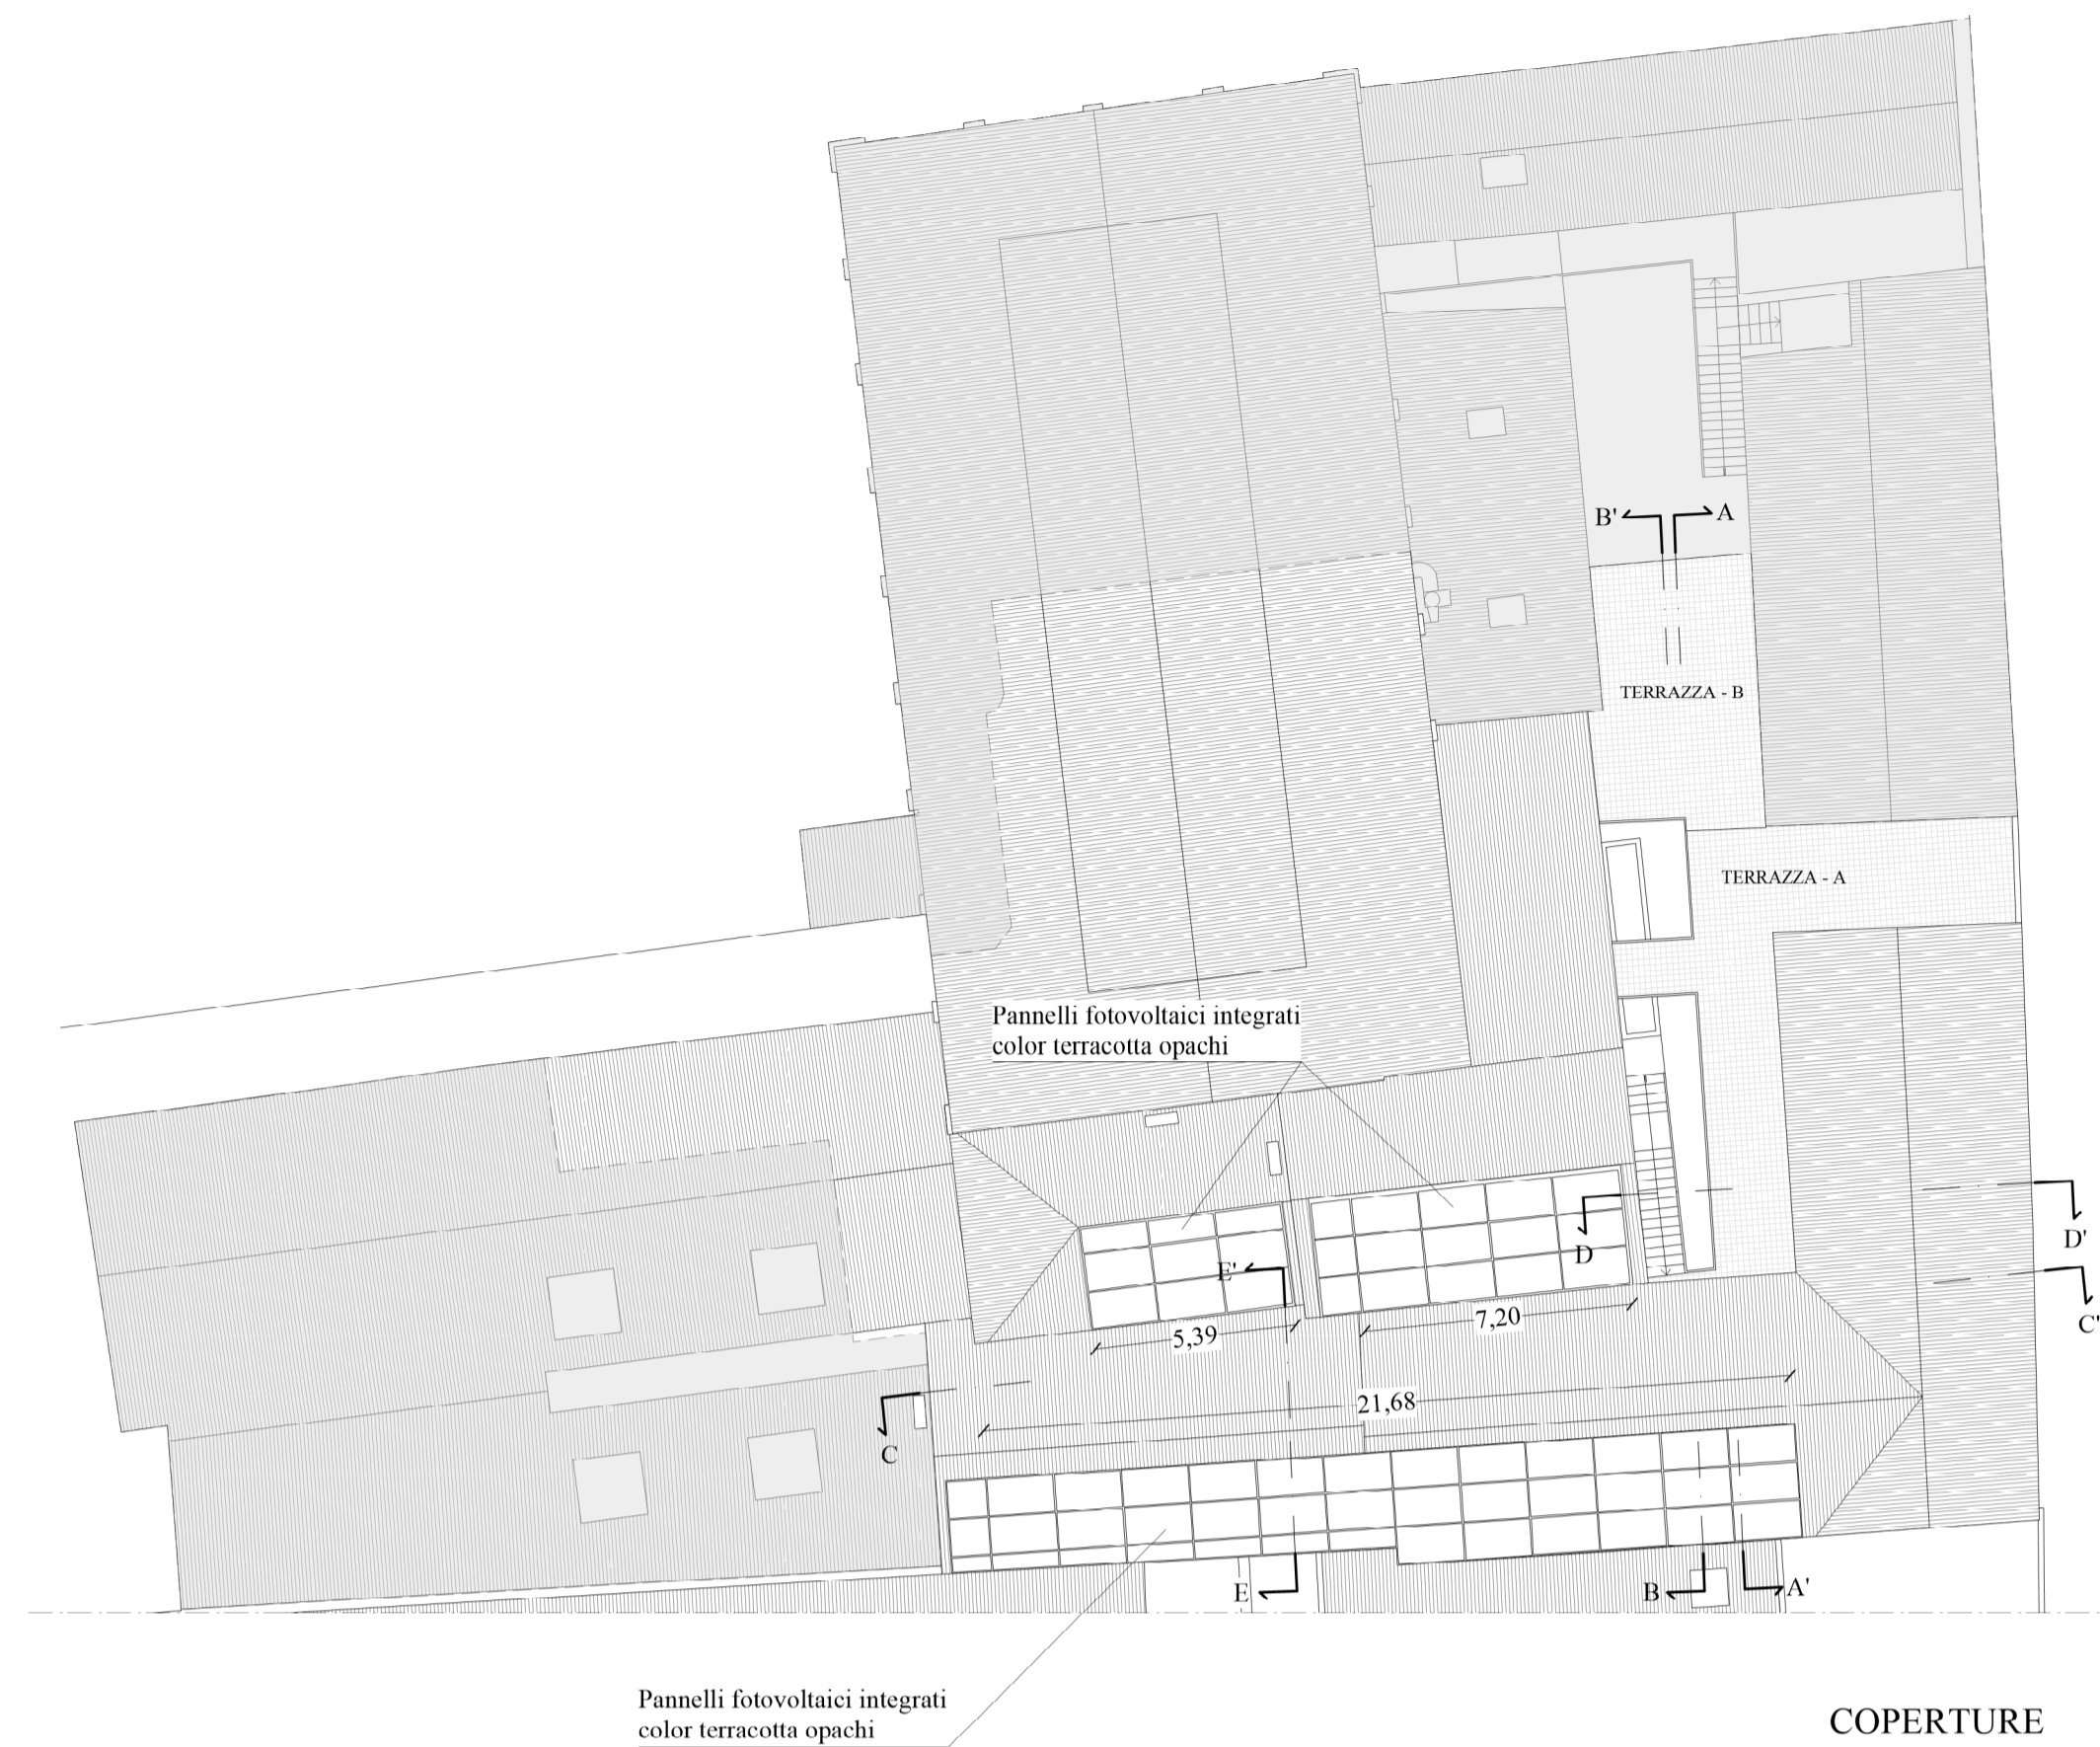 B'
A
TERRAZZA - B
TERRAZZA - A
Pannelli fotovoltaici integrati
color terracotta opachi
D'
D
E'
C'
7,20
5,39
21,68
C
E
B
A'
Pannelli fotovoltaici integrati
color terracotta opachi
COPERTURE